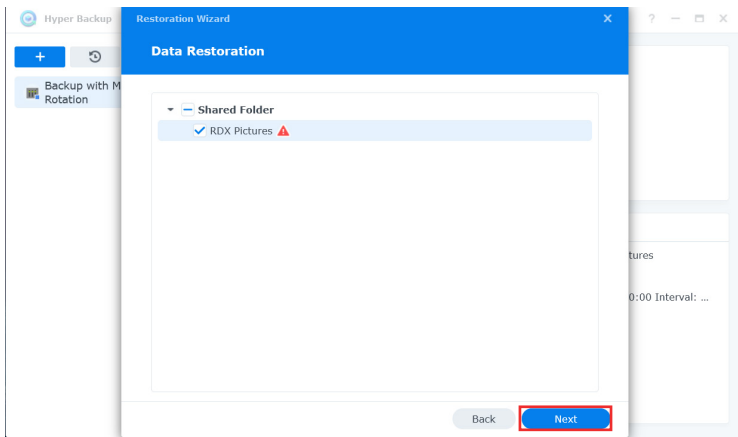 Hyper Backup
Restoration Wizard
Data Restoration
+
Backup with M
Rotation
Shared Folder
RDX Pictures
tures
0:00 Interval: ...
Back
Next